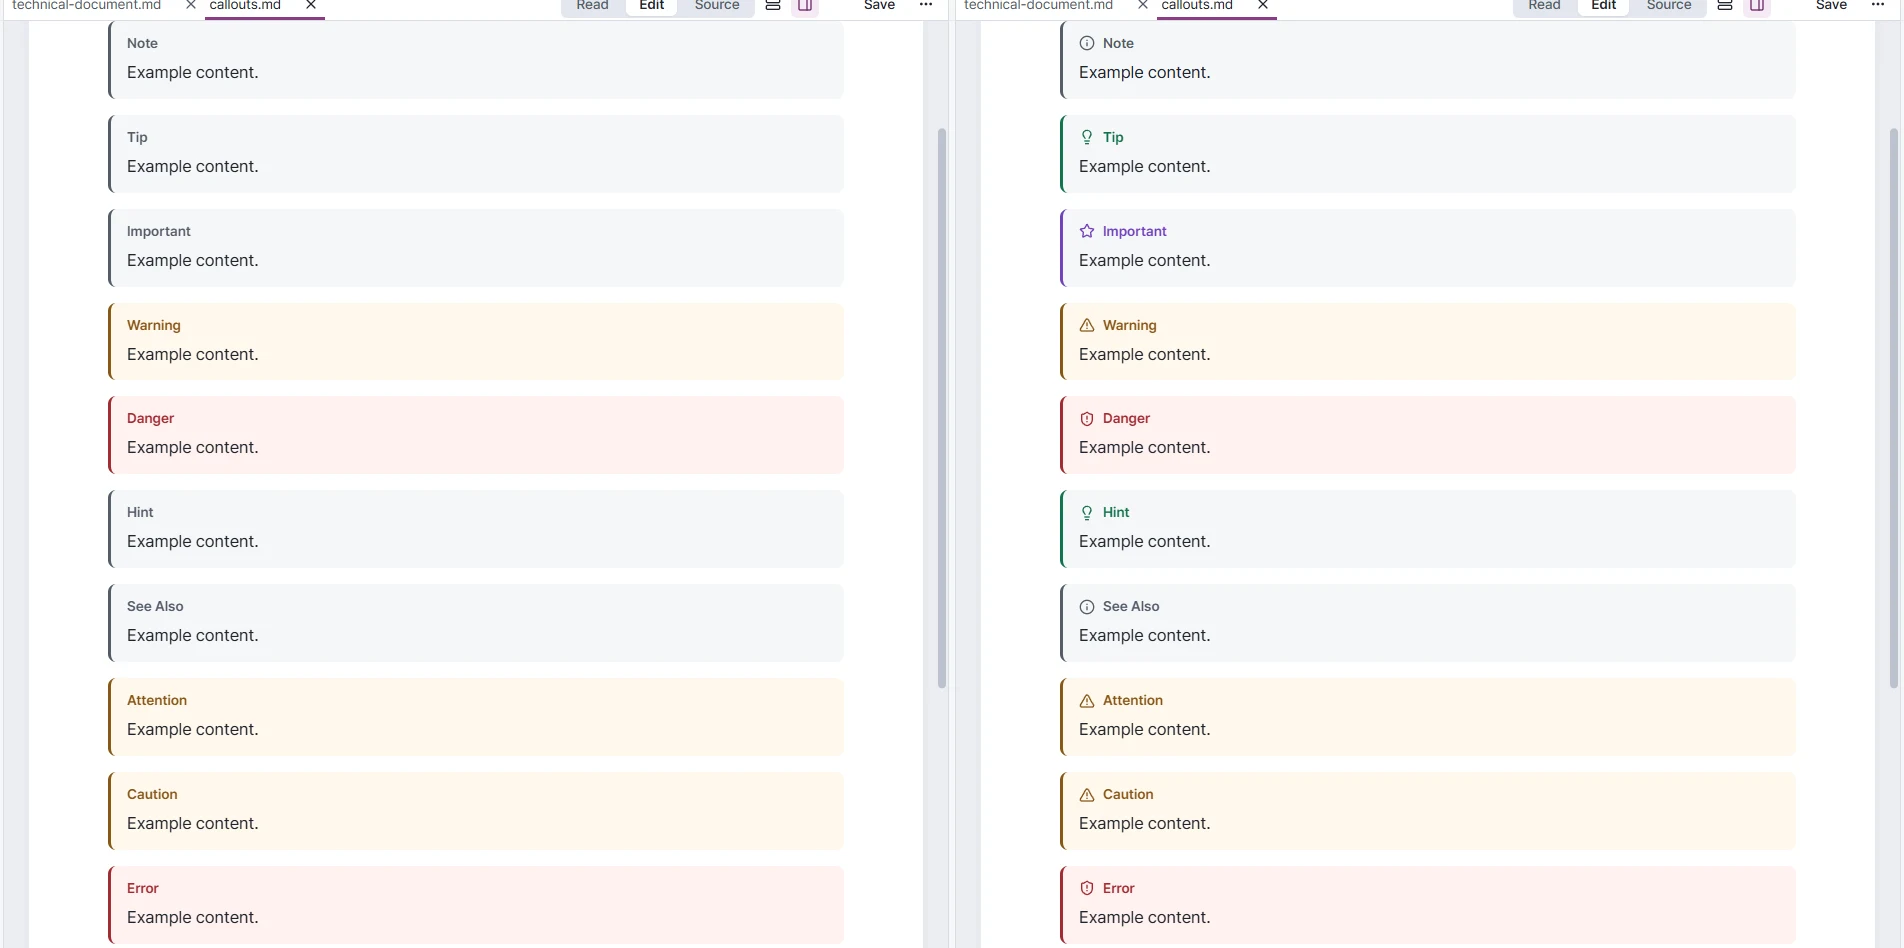 technical-document.md
callouts.md
Read
Edit
Source
Save
Note
Example content.
Tip
Example content.
Important
Example content.
Warning
Example content.
Danger
Example content.
Hint
Example content.
See Also
Example content.
Attention
Example content.
Caution
Example content.
Error
Example content.
technical-document.md
callouts.md
Read
Edit
Source
Save
Note
Example content.
Tip
Example content.
Important
Example content.
Warning
Example content.
Danger
Example content.
Hint
Example content.
See Also
Example content.
Attention
Example content.
Caution
Example content.
Error
Example content.